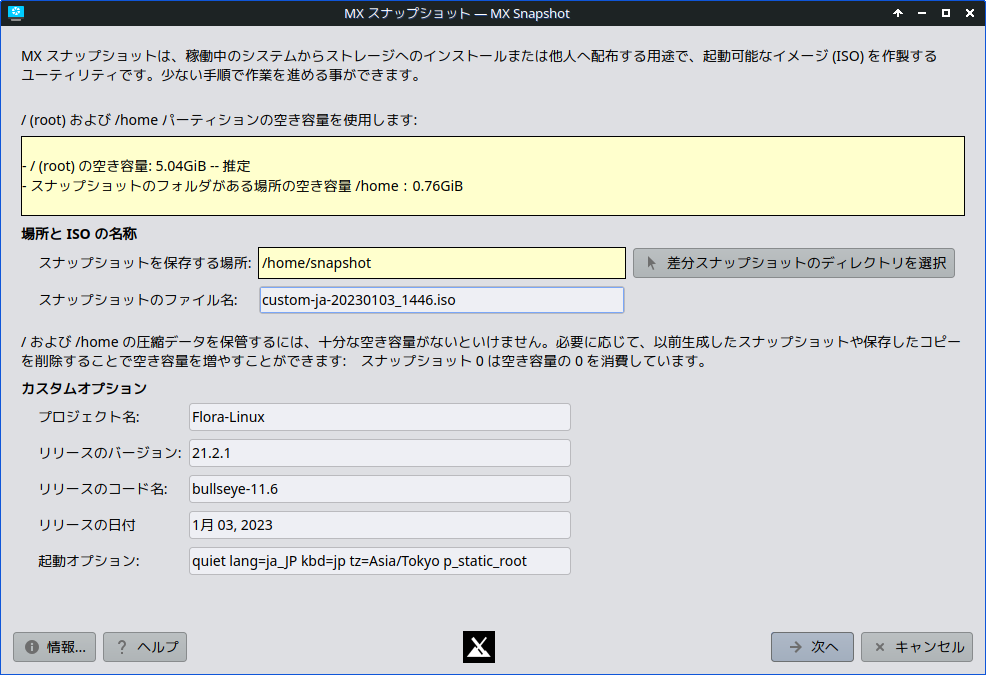 MX スナップショット — MX Snapshot
MX スナップショットは、稼働中のシステムからストレージへのインストールまたは他人へ配布する用途で、起動可能なイメージ (ISO) を作製する
ユーティリティです。少ない手順で作業を進める事ができます。
/ (root) および /home パーティションの空き容量を使用します:
- / (root) の空き容量: 5.04GiB -- 推定
- スナップショットのフォルダがある場所の空き容量 /home : 0.76GiB
場所と ISO の名称
スナップショットを保存する場所: /home/snapshot 差分スナップショットのディレクトリを選択
スナップショットのファイル名: custom-ja-20230103_1446.iso
/ および /home の圧縮データを保管するには、十分な空き容量がないといけません。必要に応じて、以前生成したスナップショットや保存したコピー
を削除することで空き容量を増やすことができます: スナップショット 0 は空き容量の 0 を消費しています。
カスタムオプション
プロジェクト名: Flora-Linux
リリースのバージョン: 21.2.1
リリースのコード名: bullseye-11.6
リリースの日付 1月 03, 2023
起動オプション: quiet lang=ja_JP kbd=jp tz=Asia/Tokyo p_static_root
情報... ? ヘルプ 次へ キャンセル